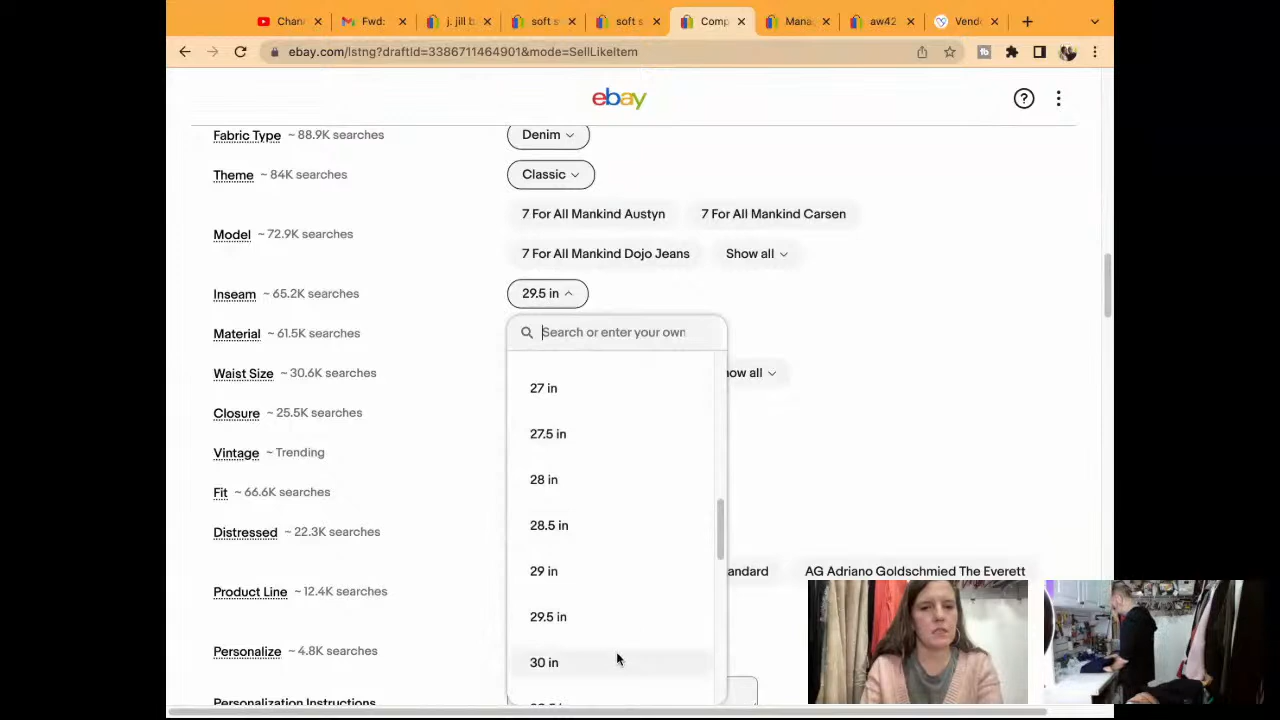 Chan
Fwd:
j. jill b
soft s
soft s
Comp
Mana
aw42
Vend
ebay.com/lstng?draftId=3386711464901&mode=SellLikeItem
ebay
Fabric Type ~ 88.9K searches
Denim
Theme ~ 84K searches
Classic
7 For All Mankind Austyn
7 For All Mankind Carsen
Model ~ 72.9K searches
7 For All Mankind Dojo Jeans
Show all
Inseam ~ 65.2K searches
29.5 in
Material ~ 61.5K searches
Search or enter your own
Waist Size ~ 30.6K searches
ow all
27 in
Closure ~ 25.5K searches
27.5 in
Vintage ~ Trending
28 in
Fit ~ 66.6K searches
28.5 in
Distressed ~ 22.3K searches
29 in
andard
AG Adriano Goldschmied The Everett
Product Line ~ 12.4K searches
29.5 in
Personalize ~ 4.8K searches
30 in
Personalization Instructions